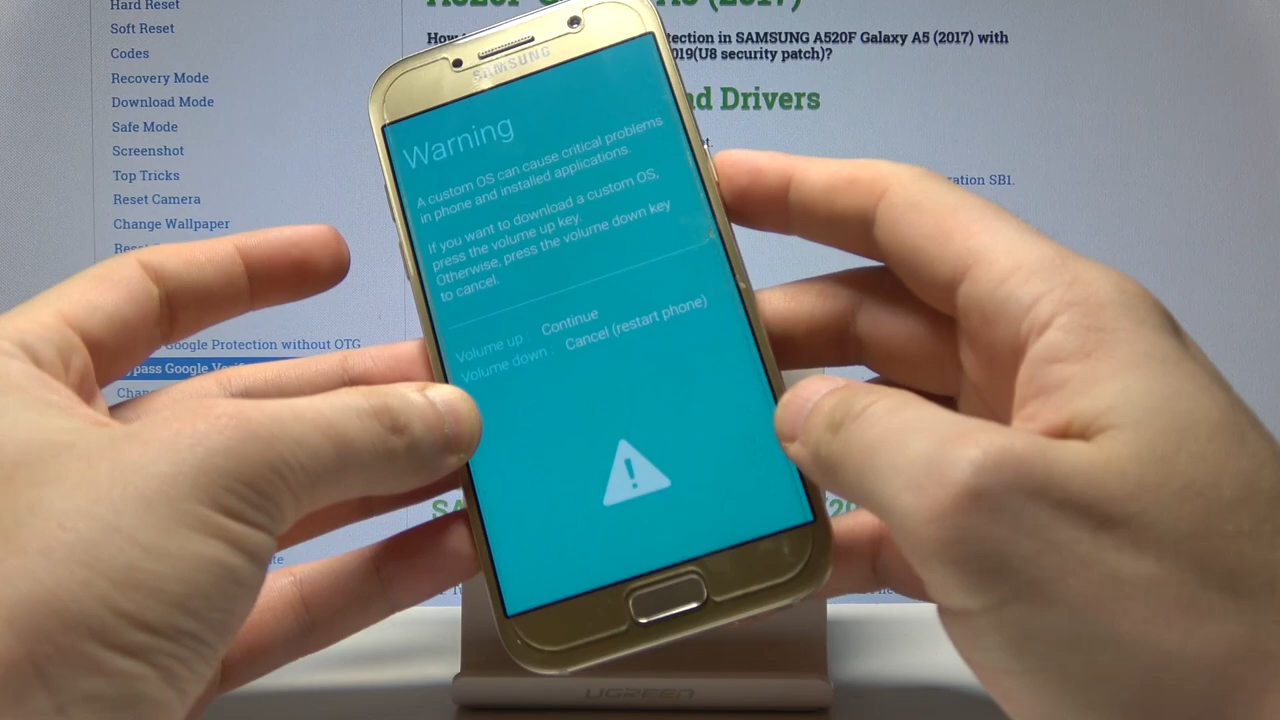 Hard Reset
Soft Reset
Codes
Recovery Mode
Download Mode
Safe Mode
Screenshot
Top Tricks
Reset Camera
Change Wallpaper
Google Protection without OTG
ypass Google
tection in SAMSUNG A520F Galaxy A5 (2017) with
019(U8 security patch)?
nd Drivers
ration SB1.
SAMSUNG
Warning
A custom OS can cause critical problems
in phone and installed applications.
If you want to download a custom OS,
press the volume up key.
Otherwise, press the volume down key
to cancel.
Volume up : Continue
Volume down : Cancel (restart phone)
UGREEN